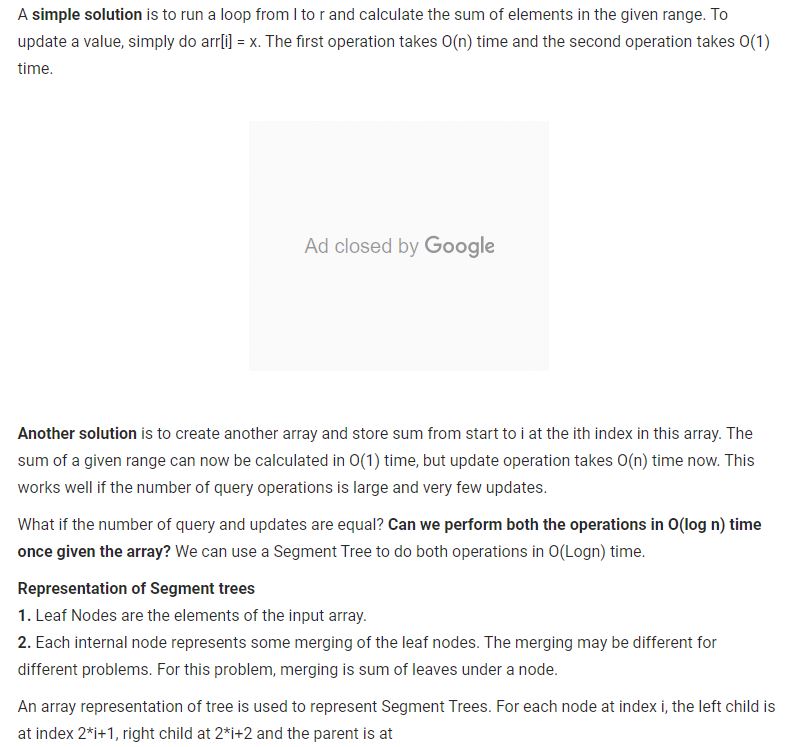 A simple solution is to run a loop from l to r and calculate the sum of elements in the given range. To
update a value, simply do arr[i] = x. The first operation takes O(n) time and the second operation takes O(1)
time.
Ad closed by Google
Another solution is to create another array and store sum from start to i at the ith index in this array. The
sum of a given range can now be calculated in O(1) time, but update operation takes O(n) time now. This
works well if the number of query operations is large and very few updates.
What if the number of query and updates are equal? Can we perform both the operations in O(log n) time
once given the array? We can use a Segment Tree to do both operations in O(Logn) time.
Representation of Segment trees
1. Leaf Nodes are the elements of the input array.
2. Each internal node represents some merging of the leaf nodes. The merging may be different for
different problems. For this problem, merging is sum of leaves under a node.
An array representation of tree is used to represent Segment Trees. For each node at index i, the left child is
at index 2*i+1, right child at 2*i+2 and the parent is at